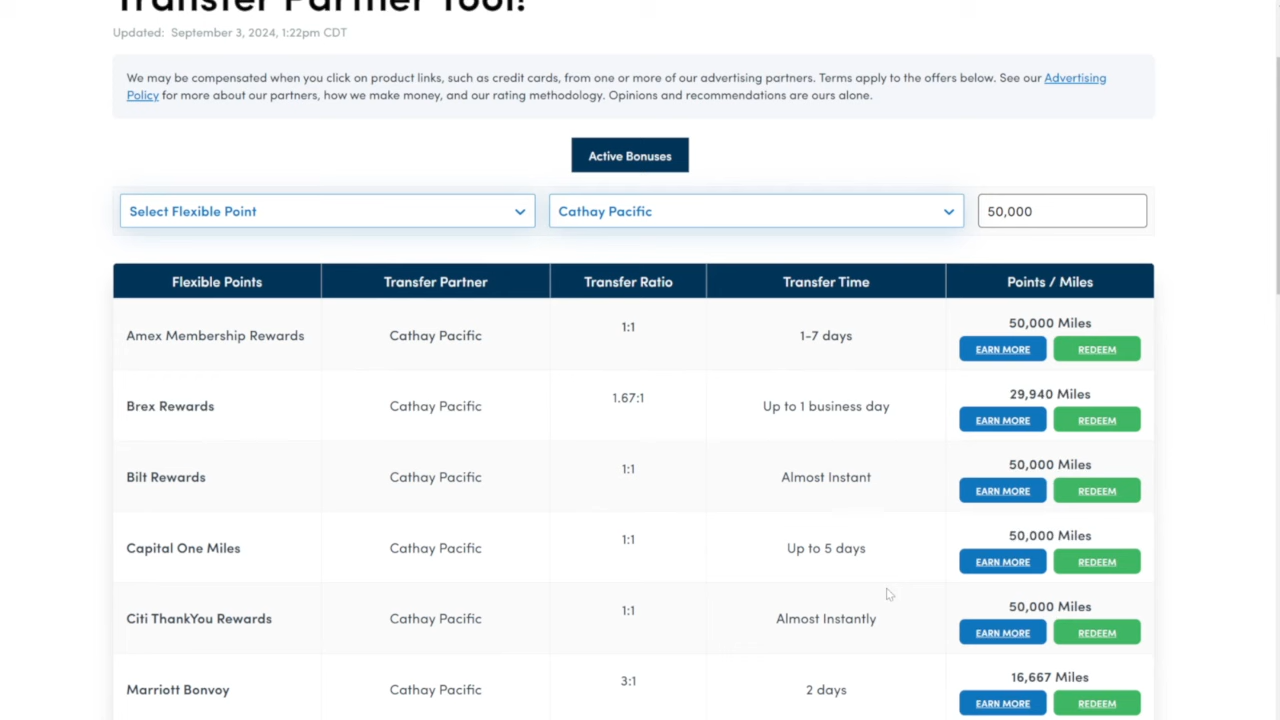 Transfer Partner Tool!
Updated: September 3, 2024, 1:22pm CDT
We may be compensated when you click on product links, such as credit cards, from one or more of our advertising partners. Terms apply to the offers below. See our Advertising
Policy for more about our partners, how we make money, and our rating methodology. Opinions and recommendations are ours alone.
Active Bonuses
Select Flexible Point Cathay Pacific 50,000
Flexible Points Transfer Partner Transfer Ratio Transfer Time Points / Miles
Amex Membership Rewards Cathay Pacific 1:1 1-7 days 50,000 Miles
EARN MORE REDEEM
Brex Rewards Cathay Pacific 1.67:1 Up to 1 business day 29,940 Miles
EARN MORE REDEEM
Bilt Rewards Cathay Pacific 1:1 Almost Instant 50,000 Miles
EARN MORE REDEEM
Capital One Miles Cathay Pacific 1:1 Up to 5 days 50,000 Miles
EARN MORE REDEEM
Citi ThankYou Rewards Cathay Pacific 1:1 Almost Instantly 50,000 Miles
EARN MORE REDEEM
Marriott Bonvoy Cathay Pacific 3:1 2 days 16,667 Miles
EARN MORE REDEEM